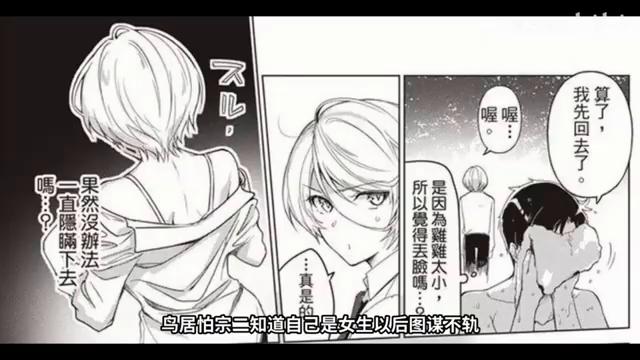 算了，
我先回去了。
喔…
喔。
是因為雞雞太小，
所以覺得丟臉嗎…？
…真是的
スル，
果然沒辦法
一直隱瞞下去
嗎…？
鸟居怕宗二知道自己是女生以后图谋不轨